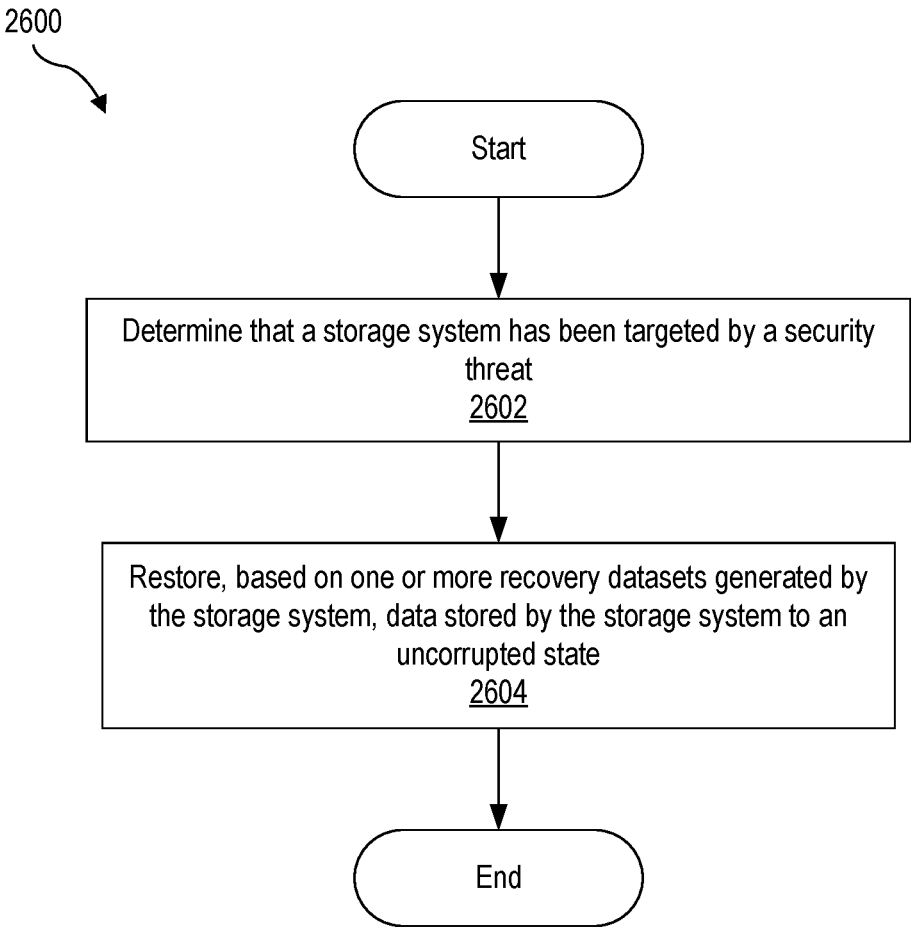 2600
Start
Determine that a storage system has been targeted by a security
threat
2602
Restore, based on one or more recovery datasets generated by
the storage system, data stored by the storage system to an
uncorrupted state
2604
End